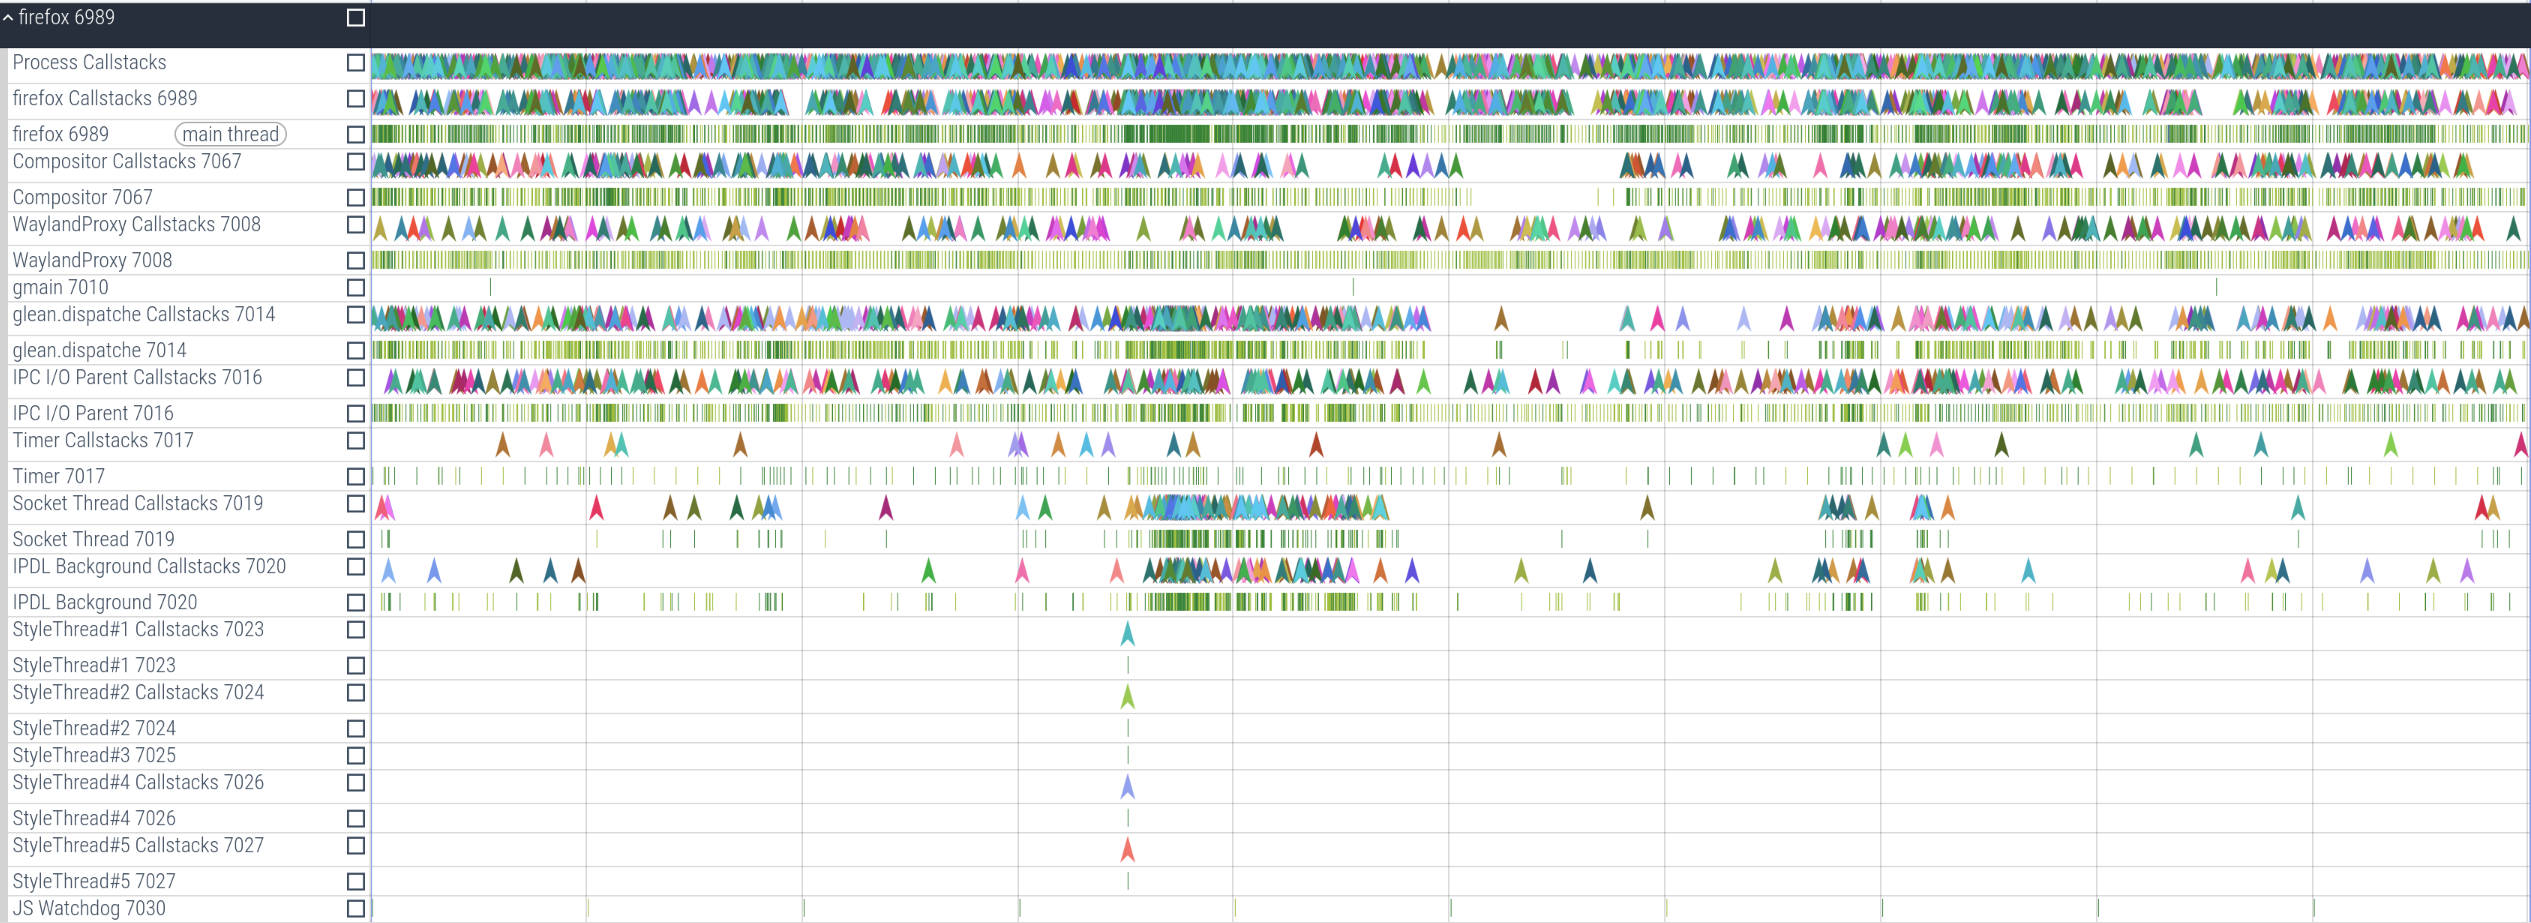 firefox 6989
Process Callstacks
firefox Callstacks 6989
firefox 6989 main thread
Compositor Callstacks 7067
Compositor 7067
WaylandProxy Callstacks 7008
WaylandProxy 7008
gmain 7010
glean.dispatche Callstacks 7014
glean.dispatche 7014
IPC I/O Parent Callstacks 7016
IPC I/O Parent 7016
Timer Callstacks 7017
Timer 7017
Socket Thread Callstacks 7019
Socket Thread 7019
IPDL Background Callstacks 7020
IPDL Background 7020
StyleThread#1 Callstacks 7023
StyleThread#1 7023
StyleThread#2 Callstacks 7024
StyleThread#2 7024
StyleThread#3 7025
StyleThread#4 Callstacks 7026
StyleThread#4 7026
StyleThread#5 Callstacks 7027
StyleThread#5 7027
JS Watchdog 7030